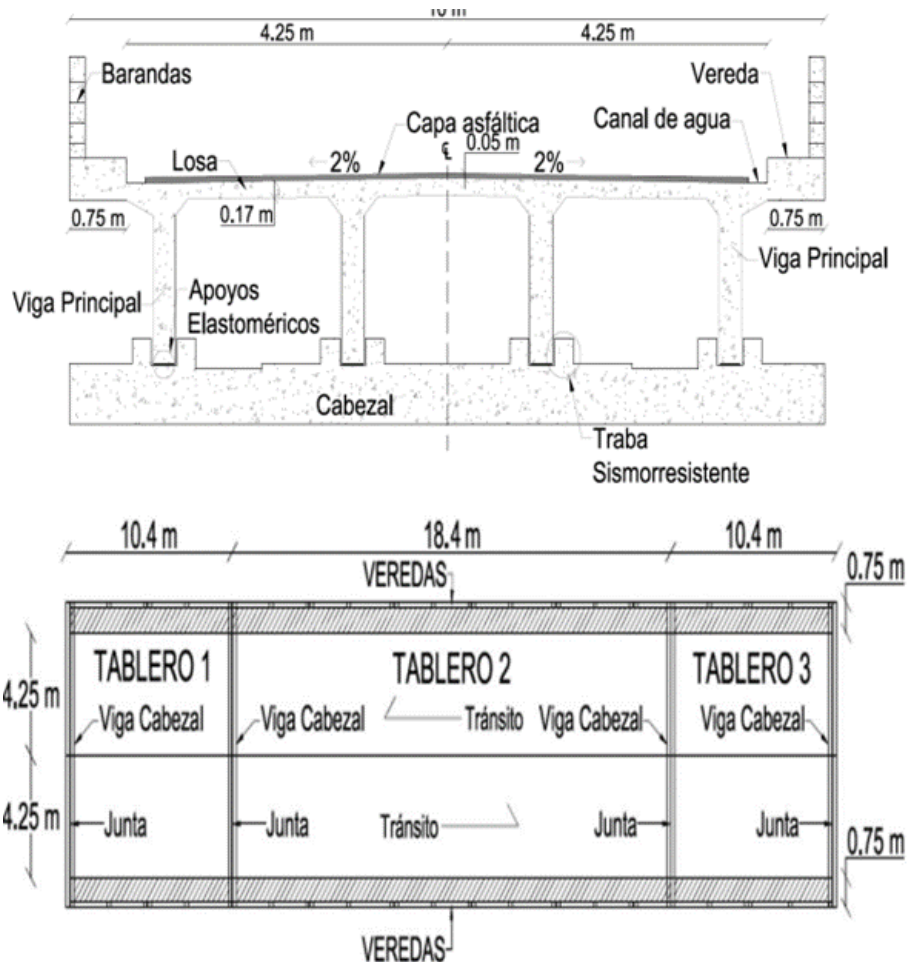 4.25 m
4.25 m
Barandas
Vereda
Capa asfáltica
Canal de agua
℄
0.05 m
Losa
2%
2%
0.17 m
0.75 m
0.75 m
Viga Principal
Viga Principal
Apoyos
Elastoméricos
Cabezal
Traba
Sismorresistente
10.4 m
18.4 m
10.4 m
VEREDAS
0.75 m
TABLERO 1
TABLERO 2
TABLERO 3
4.25 m
Viga Cabezal
Viga Cabezal
Tránsito
Viga Cabezal
Viga Cabezal
4.25 m
Junta
Junta
Tránsito
Junta
Junta
0.75 m
VEREDAS